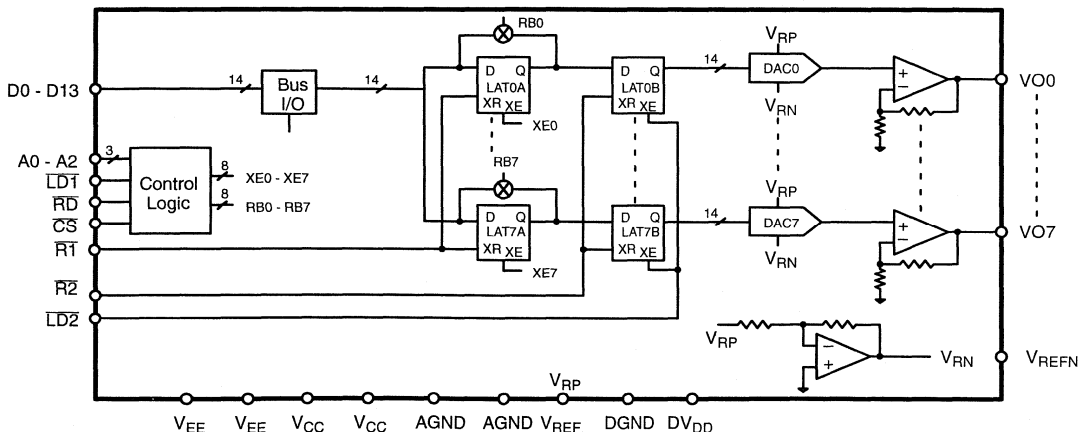 RB0
D0 - D13
14
Bus
I/O
14
D Q
LAT0A
XR XE
XE0
D Q
LAT0B
XR XE
14
VRP
DAC0
VRN
+
−
VO0
A0 - A2
3
LD1
RD
CS
R1
R2
LD2
Control
Logic
8
XE0 - XE7
8
RB0 - RB7
RB7
D Q
LAT7A
XR XE
XE7
D Q
LAT7B
XR XE
14
VRP
DAC7
VRN
+
−
VO7
VRP
−
+
VRN
VREFN
VRP
VEE VEE VCC VCC AGND AGND VREF DGND DVDD